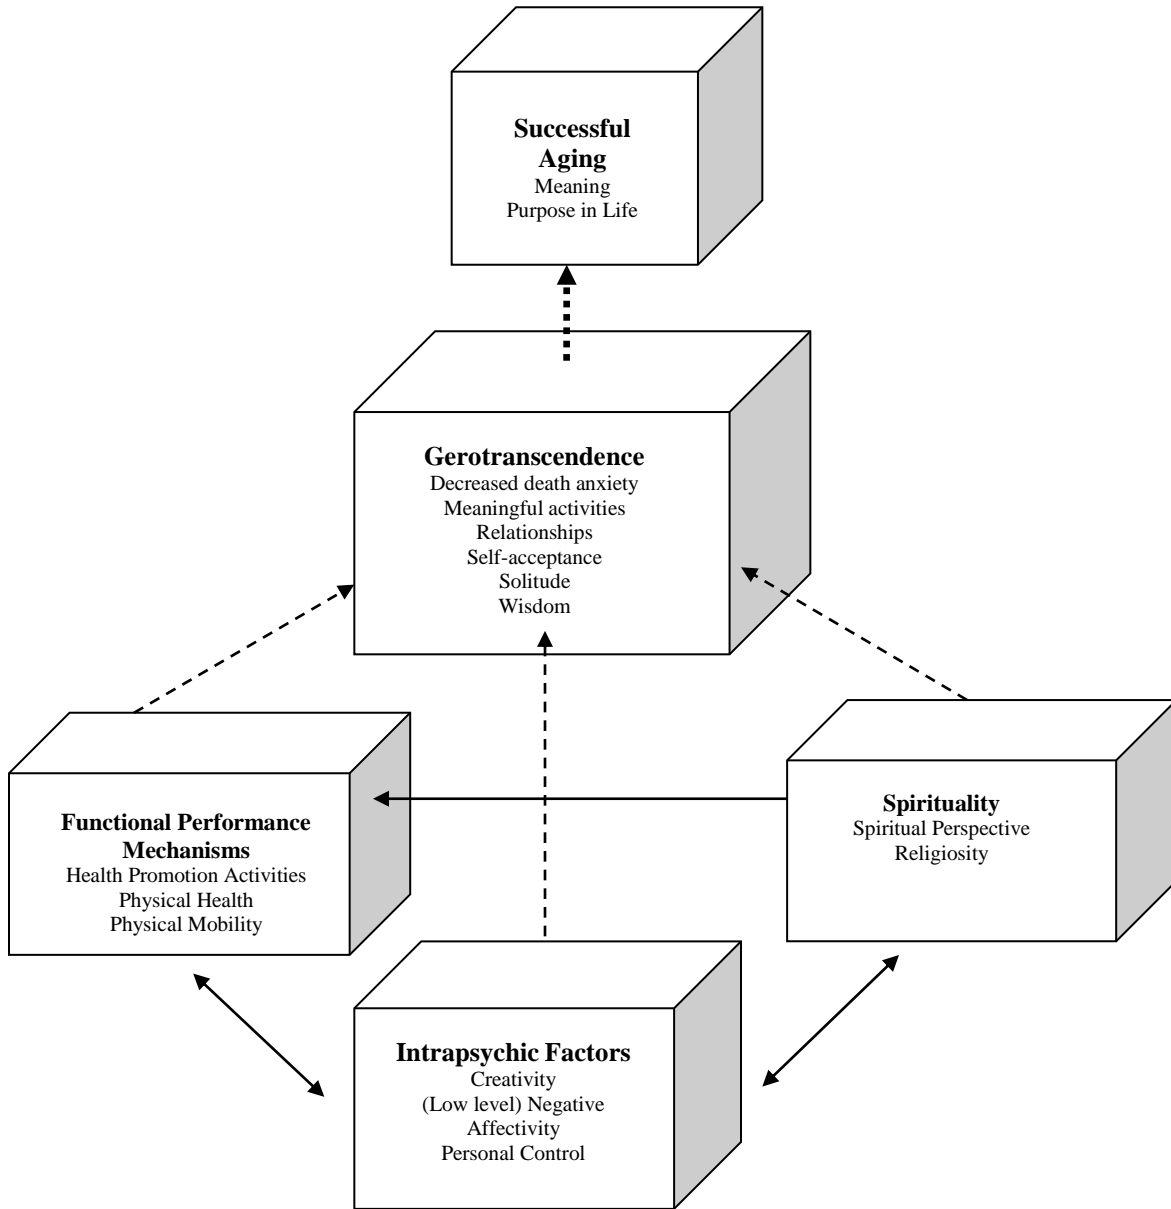 Successful
Aging
Meaning
Purpose in Life
Gerotranscendence
Decreased death anxiety
Meaningful activities
Relationships
Self-acceptance
Solitude
Wisdom
Functional Performance
Mechanisms
Health Promotion Activities
Physical Health
Physical Mobility
Spirituality
Spiritual Perspective
Religiosity
Intrapsychic Factors
Creativity
(Low level) Negative
Affectivity
Personal Control